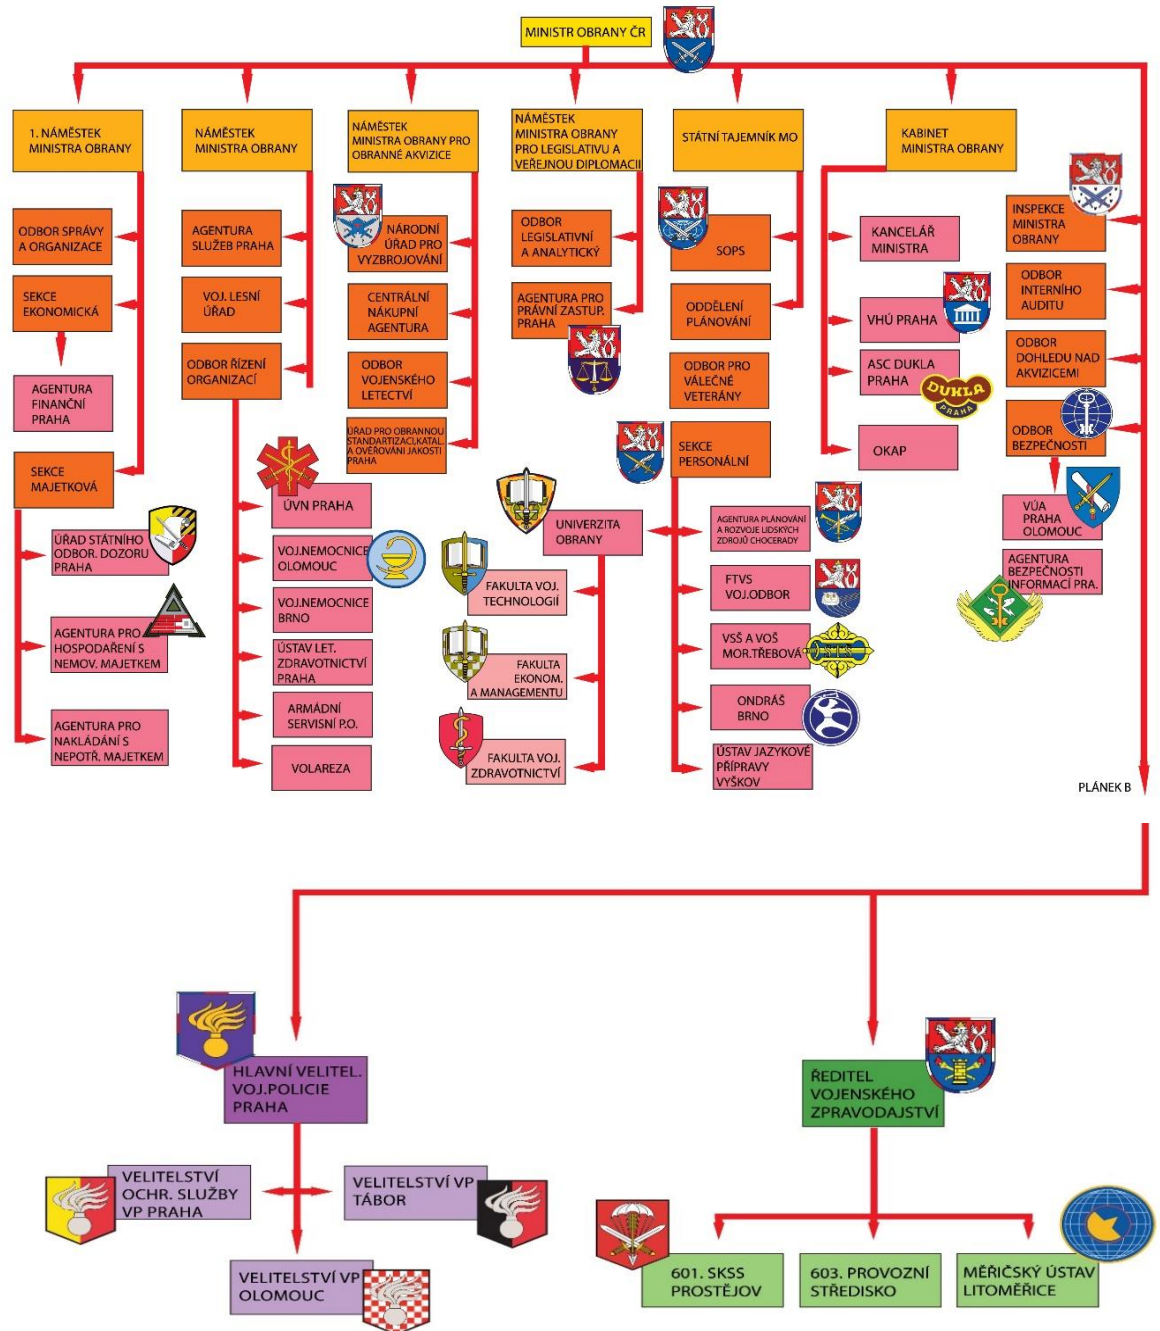 MINISTR OBRANY ČR
1. NÁMĚSTEK
MINISTRA OBRANY
NÁMĚSTEK
MINISTRA OBRANY
NÁMĚSTEK
MINISTRA OBRANY PRO
OBRANNÉ AKVIZICE
NÁMĚSTEK
MINISTRA OBRANY
PRO LEGISLATIVU A
VEŘEJNOU DIPLOMACII
STÁTNÍ TAJEMNÍK MO
KABINET
MINISTRA OBRANY
ODBOR SPRÁVY
A ORGANIZACE
SEKCE
EKONOMICKÁ
AGENTURA
FINANČNÍ
PRAHA
SEKCE
MAJETKOVÁ
ÚŘAD STÁTNÍHO
ODBOR. DOZORU
PRAHA
AGENTURA PRO
HOSPODAŘENÍ S
NEMOV. MAJETKEM
AGENTURA PRO
NAKLÁDÁNÍ S
NEPOTŘ. MAJETKEM
AGENTURA
SLUŽEB PRAHA
VOJ. LESNÍ
ÚŘAD
ODBOR ŘÍZENÍ
ORGANIZACÍ
ÚVN PRAHA
VOJ.NEMOCNICE
OLOMOUC
VOJ.NEMOCNICE
BRNO
ÚSTAV LET.
ZDRAVOTNICTVÍ
PRAHA
ARMÁDNÍ
SERVISNÍ P.O.
VOLAREZA
NÁRODNÍ
ÚŘAD PRO
VYZBROJOVÁNÍ
CENTRÁLNÍ
NÁKUPNÍ
AGENTURA
ODBOR
VOJENSKÉHO
LETECTVÍ
ÚŘAD PRO OBRANNOU
STANDARTIZACI,KATAL.
A OVĚŘOVÁNÍ JAKOSTI
PRAHA
ODBOR
LEGISLATIVNÍ
A ANALYTICKÝ
AGENTURA PRO
PRÁVNÍ ZASTUP.
PRAHA
SOPS
ODDĚLENÍ
PLÁNOVÁNÍ
ODBOR PRO
VÁLEČNÉ
VETERÁNY
SEKCE
PERSONÁLNÍ
UNIVERZITA
OBRANY
FAKULTA VOJ.
TECHNOLOGIÍ
FAKULTA
EKONOM.
A MANAGEMENTU
FAKULTA VOJ.
ZDRAVOTNICTVÍ
AGENTURA PLÁNOVÁNÍ
A ROZVOJE LIDSKÝCH
ZDROJŮ CHOCERADY
FTVS
VOJ.ODBOR
VSŠ A VOŠ
MOR.TŘEBOVÁ
ONDRÁŠ
BRNO
ÚSTAV JAZYKOVÉ
PŘÍPRAVY
VYŠKOV
KANCELÁŘ
MINISTRA
VHÚ PRAHA
ASC DUKLA
PRAHA
DUKLA
PRAHA
OKAP
INSPEKCE
MINISTRA
OBRANY
ODBOR
INTERNÍHO
AUDITU
ODBOR
DOHLEDU NAD
AKVIZICEMI
ODBOR
BEZPEČNOSTI
VÚA
PRAHA
OLOMOUC
AGENTURA
BEZPEČNOSTI
INFORMACÍ PRA.
PLÁNEK B
HLAVNÍ VELITEL.
VOJ.POLICIE
PRAHA
VELITELSTVÍ
OCHR. SLUŽBY
VP PRAHA
VELITELSTVÍ VP
TÁBOR
VELITELSTVÍ VP
OLOMOUC
ŘEDITEL
VOJENSKÉHO
ZPRAVODAJSTVÍ
601. SKSS
PROSTĚJOV
603. PROVOZNÍ
STŘEDISKO
MĚŘIČSKÝ ÚSTAV
LITOMĚŘICE